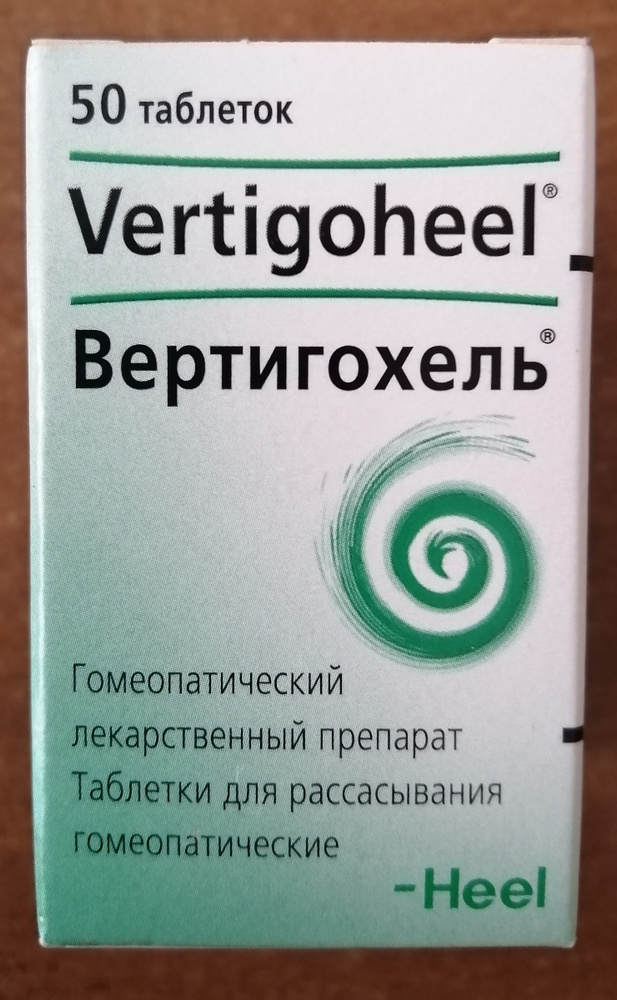 50 таблеток
Vertigoheel®
Вертигохель®
Гомеопатический
лекарственный препарат
Таблетки для рассасывания
гомеопатические
-Heel